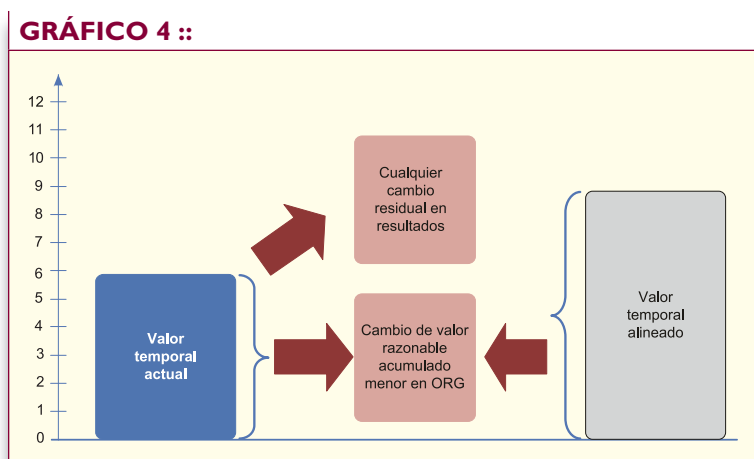 GRÁFICO 4 ::
12
11
10
9
8
7
6
5
4
3
2
1
0
Valor
temporal
actual
Cualquier
cambio
residual en
resultados
Cambio de valor
razonable
acumulado
menor en ORG
Valor
temporal
alineado